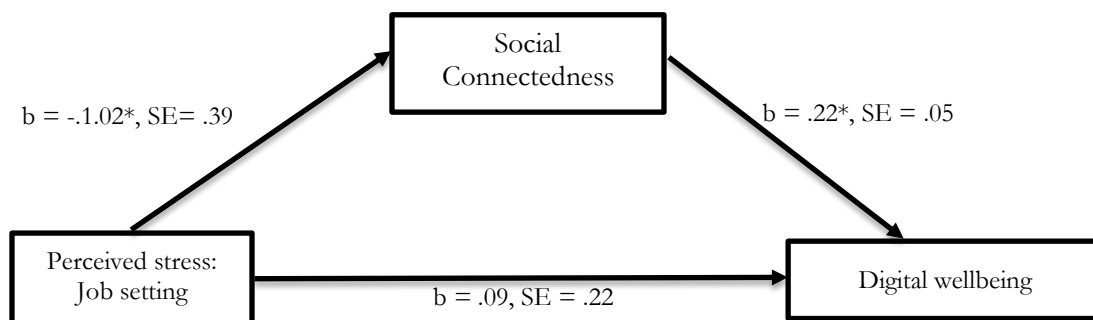 Social
Connectedness
b = -.1.02*, SE= .39
b = .22*, SE = .05
Perceived stress:
Job setting
b = .09, SE = .22
Digital wellbeing